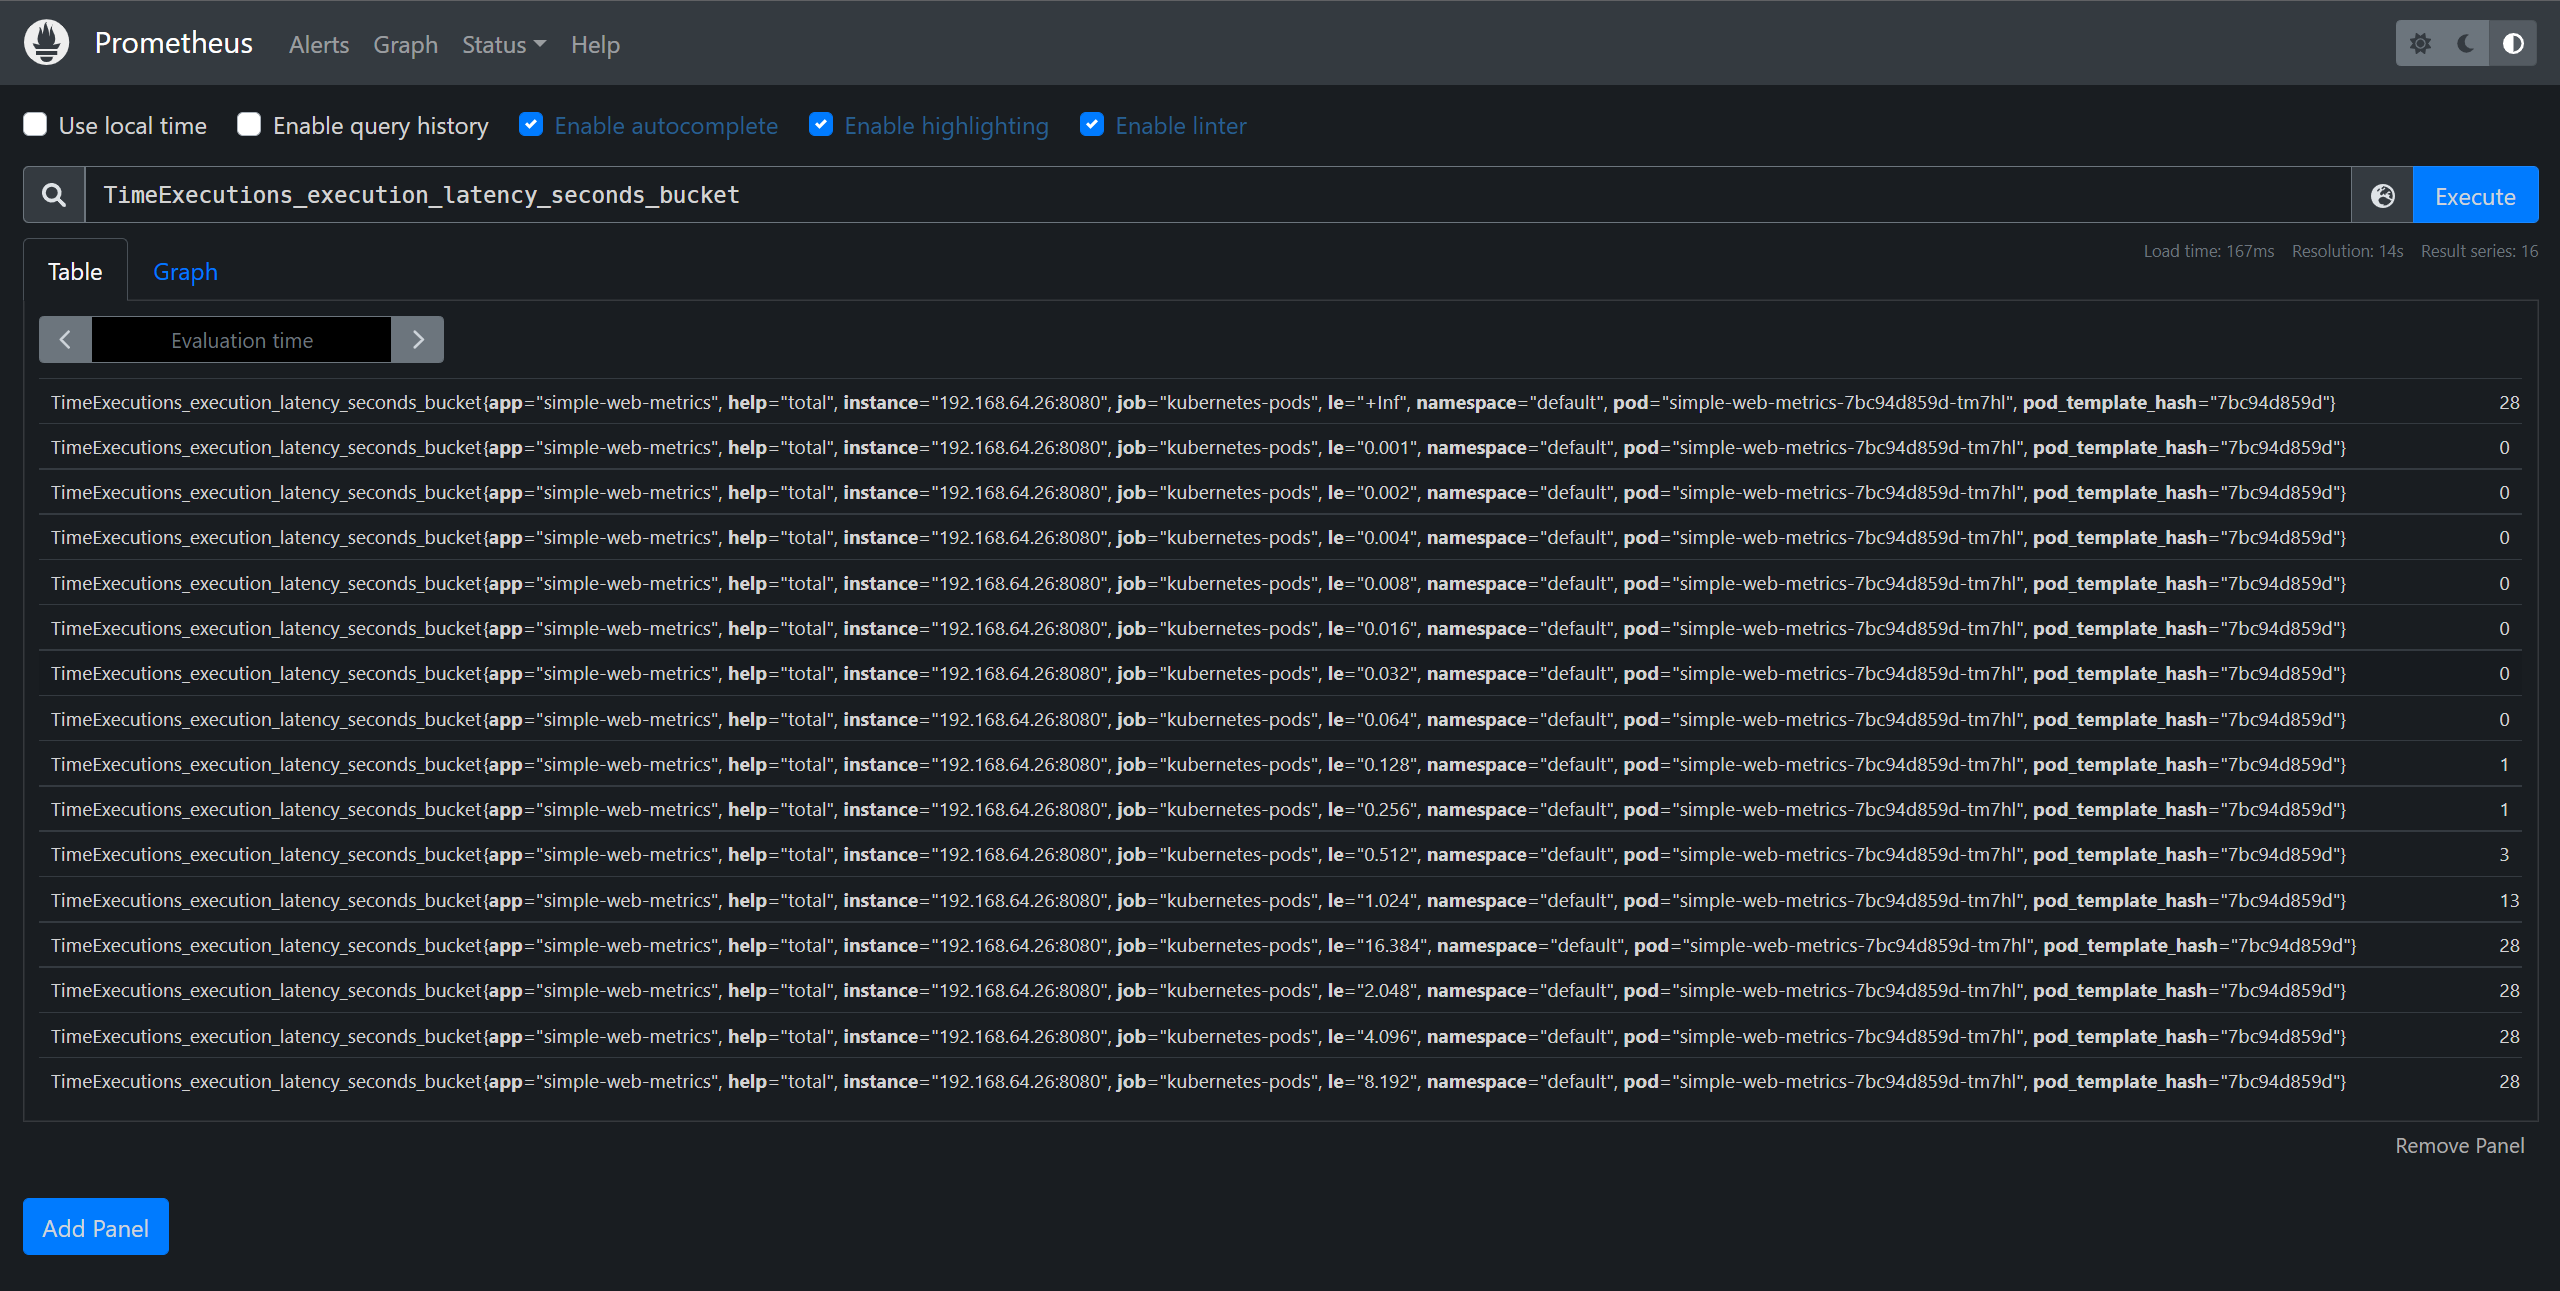 Prometheus Alerts Graph Status Help
Use local time Enable query history Enable autocomplete Enable highlighting Enable linter
TimeExecutions_execution_latency_seconds_bucket Execute
Table Graph Load time: 167ms Resolution: 14s Result series: 16
Evaluation time
TimeExecutions_execution_latency_seconds_bucket{app="simple-web-metrics", help="total", instance="192.168.64.26:8080", job="kubernetes-pods", le="+Inf", namespace="default", pod="simple-web-metrics-7bc94d859d-tm7hl", pod_template_hash="7bc94d859d"} 28
TimeExecutions_execution_latency_seconds_bucket{app="simple-web-metrics", help="total", instance="192.168.64.26:8080", job="kubernetes-pods", le="0.001", namespace="default", pod="simple-web-metrics-7bc94d859d-tm7hl", pod_template_hash="7bc94d859d"} 0
TimeExecutions_execution_latency_seconds_bucket{app="simple-web-metrics", help="total", instance="192.168.64.26:8080", job="kubernetes-pods", le="0.002", namespace="default", pod="simple-web-metrics-7bc94d859d-tm7hl", pod_template_hash="7bc94d859d"} 0
TimeExecutions_execution_latency_seconds_bucket{app="simple-web-metrics", help="total", instance="192.168.64.26:8080", job="kubernetes-pods", le="0.004", namespace="default", pod="simple-web-metrics-7bc94d859d-tm7hl", pod_template_hash="7bc94d859d"} 0
TimeExecutions_execution_latency_seconds_bucket{app="simple-web-metrics", help="total", instance="192.168.64.26:8080", job="kubernetes-pods", le="0.008", namespace="default", pod="simple-web-metrics-7bc94d859d-tm7hl", pod_template_hash="7bc94d859d"} 0
TimeExecutions_execution_latency_seconds_bucket{app="simple-web-metrics", help="total", instance="192.168.64.26:8080", job="kubernetes-pods", le="0.016", namespace="default", pod="simple-web-metrics-7bc94d859d-tm7hl", pod_template_hash="7bc94d859d"} 0
TimeExecutions_execution_latency_seconds_bucket{app="simple-web-metrics", help="total", instance="192.168.64.26:8080", job="kubernetes-pods", le="0.032", namespace="default", pod="simple-web-metrics-7bc94d859d-tm7hl", pod_template_hash="7bc94d859d"} 0
TimeExecutions_execution_latency_seconds_bucket{app="simple-web-metrics", help="total", instance="192.168.64.26:8080", job="kubernetes-pods", le="0.064", namespace="default", pod="simple-web-metrics-7bc94d859d-tm7hl", pod_template_hash="7bc94d859d"} 0
TimeExecutions_execution_latency_seconds_bucket{app="simple-web-metrics", help="total", instance="192.168.64.26:8080", job="kubernetes-pods", le="0.128", namespace="default", pod="simple-web-metrics-7bc94d859d-tm7hl", pod_template_hash="7bc94d859d"} 1
TimeExecutions_execution_latency_seconds_bucket{app="simple-web-metrics", help="total", instance="192.168.64.26:8080", job="kubernetes-pods", le="0.256", namespace="default", pod="simple-web-metrics-7bc94d859d-tm7hl", pod_template_hash="7bc94d859d"} 1
TimeExecutions_execution_latency_seconds_bucket{app="simple-web-metrics", help="total", instance="192.168.64.26:8080", job="kubernetes-pods", le="0.512", namespace="default", pod="simple-web-metrics-7bc94d859d-tm7hl", pod_template_hash="7bc94d859d"} 3
TimeExecutions_execution_latency_seconds_bucket{app="simple-web-metrics", help="total", instance="192.168.64.26:8080", job="kubernetes-pods", le="1.024", namespace="default", pod="simple-web-metrics-7bc94d859d-tm7hl", pod_template_hash="7bc94d859d"} 13
TimeExecutions_execution_latency_seconds_bucket{app="simple-web-metrics", help="total", instance="192.168.64.26:8080", job="kubernetes-pods", le="16.384", namespace="default", pod="simple-web-metrics-7bc94d859d-tm7hl", pod_template_hash="7bc94d859d"} 28
TimeExecutions_execution_latency_seconds_bucket{app="simple-web-metrics", help="total", instance="192.168.64.26:8080", job="kubernetes-pods", le="2.048", namespace="default", pod="simple-web-metrics-7bc94d859d-tm7hl", pod_template_hash="7bc94d859d"} 28
TimeExecutions_execution_latency_seconds_bucket{app="simple-web-metrics", help="total", instance="192.168.64.26:8080", job="kubernetes-pods", le="4.096", namespace="default", pod="simple-web-metrics-7bc94d859d-tm7hl", pod_template_hash="7bc94d859d"} 28
TimeExecutions_execution_latency_seconds_bucket{app="simple-web-metrics", help="total", instance="192.168.64.26:8080", job="kubernetes-pods", le="8.192", namespace="default", pod="simple-web-metrics-7bc94d859d-tm7hl", pod_template_hash="7bc94d859d"} 28
Remove Panel
Add Panel